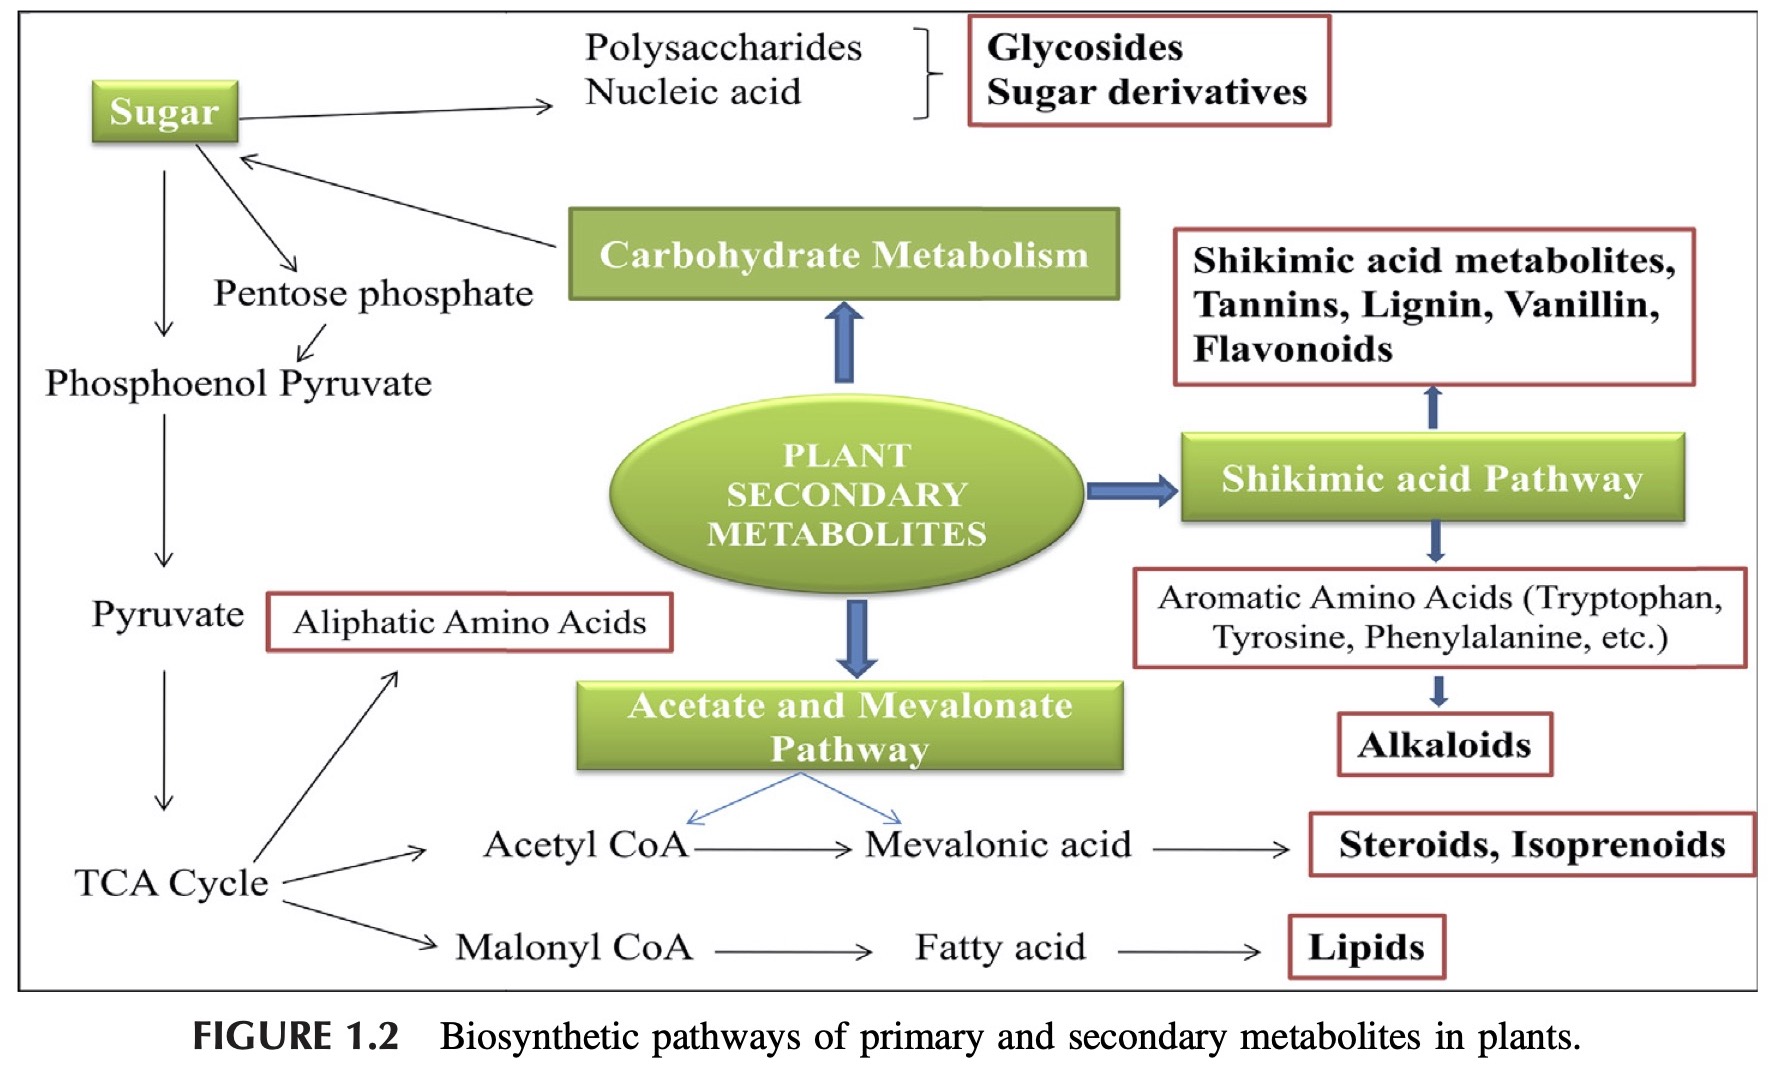 Polysaccharides
Nucleic acid
Glycosides
Sugar derivatives
Sugar
Carbohydrate Metabolism
Pentose phosphate
Phosphoenol Pyruvate
Shikimic acid metabolites,
Tannins, Lignin, Vanillin,
Flavonoids
PLANT
SECONDARY
METABOLITES
Shikimic acid Pathway
Pyruvate
Aliphatic Amino Acids
Aromatic Amino Acids (Tryptophan,
Tyrosine, Phenylalanine, etc.)
Acetate and Mevalonate
Pathway
Alkaloids
TCA Cycle
Acetyl CoA
Mevalonic acid
Steroids, Isoprenoids
Malonyl CoA
Fatty acid
Lipids
FIGURE 1.2 Biosynthetic pathways of primary and secondary metabolites in plants.